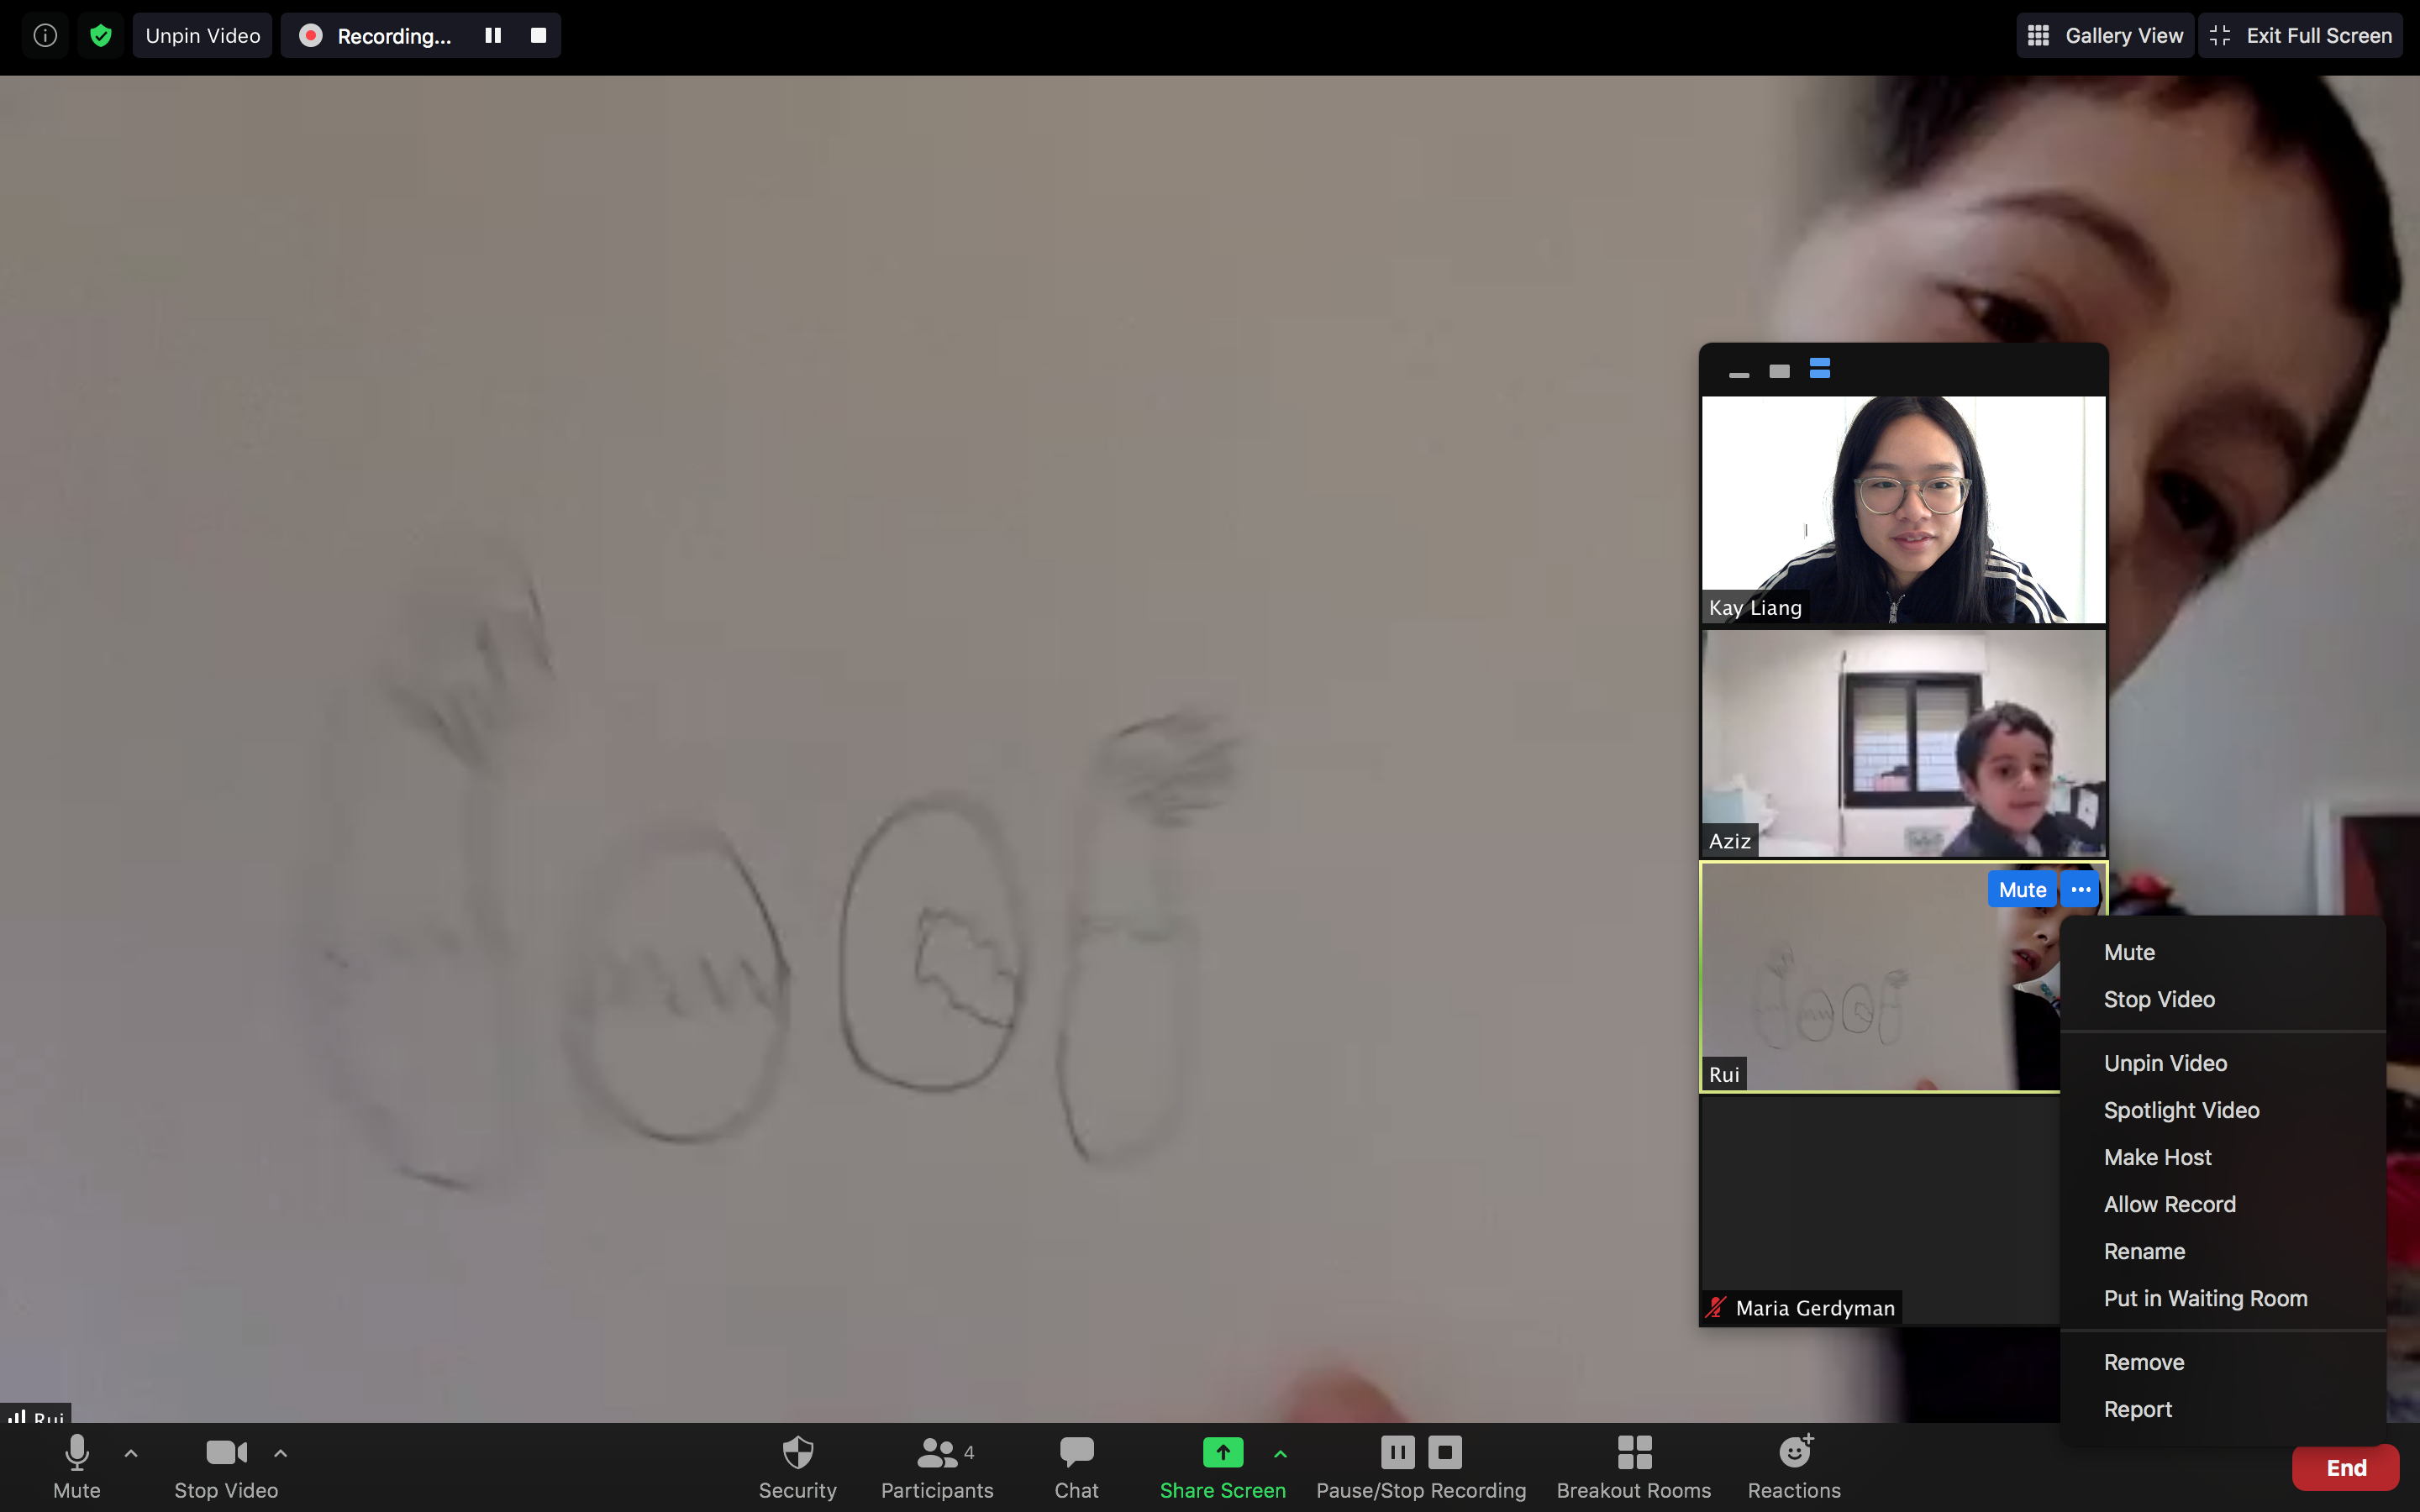 Unpin Video
Recording...
Gallery View
Exit Full Screen
Kay Liang
Aziz
Mute
Rui
Mute
Stop Video
Unpin Video
Spotlight Video
Make Host
Allow Record
Rename
Put in Waiting Room
Remove
Report
Maria Gerdyman
Rui
Mute
Stop Video
Security
4
Participants
Chat
Share Screen
Pause/Stop Recording
Breakout Rooms
Reactions
End